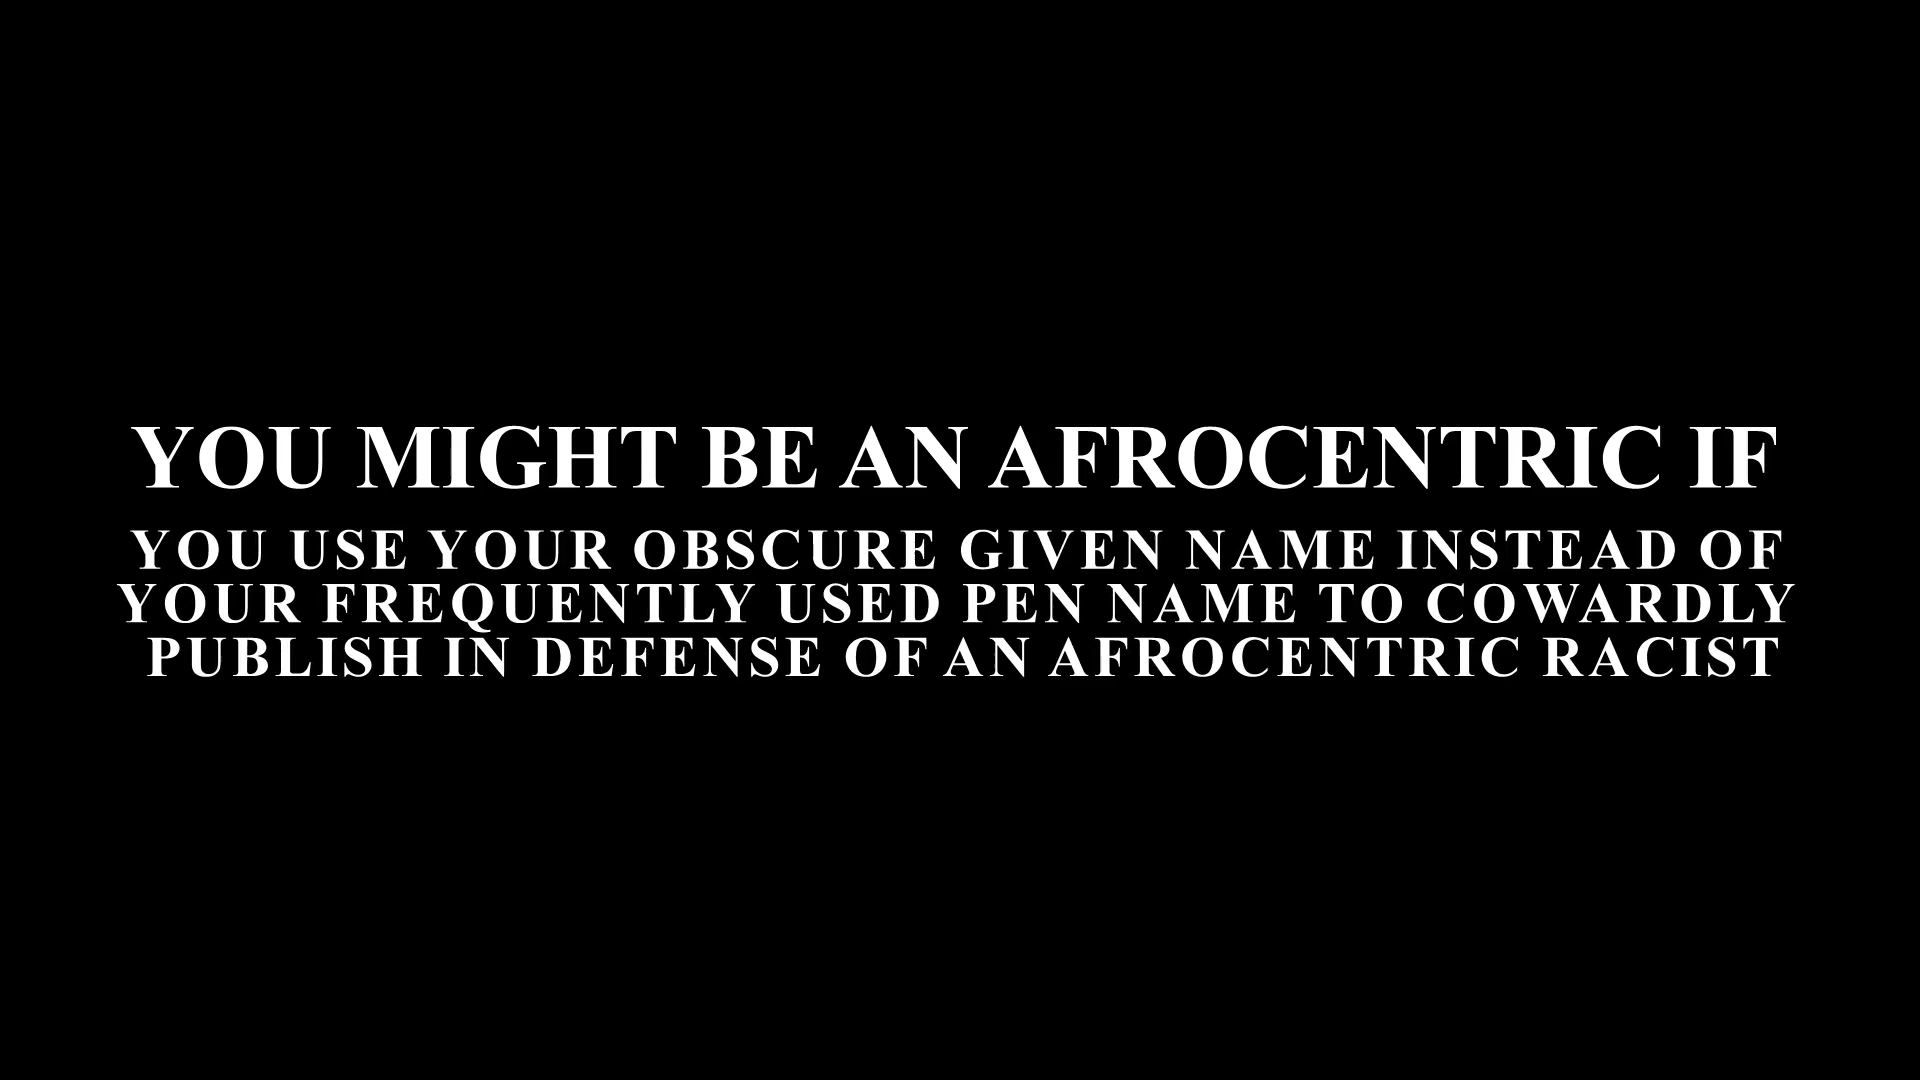 YOU MIGHT BE AN AFROCENTRIC IF
YOU USE YOUR OBSCURE GIVEN NAME INSTEAD OF
YOUR FREQUENTLY USED PEN NAME TO COWARDLY
PUBLISH IN DEFENSE OF AN AFROCENTRIC RACIST